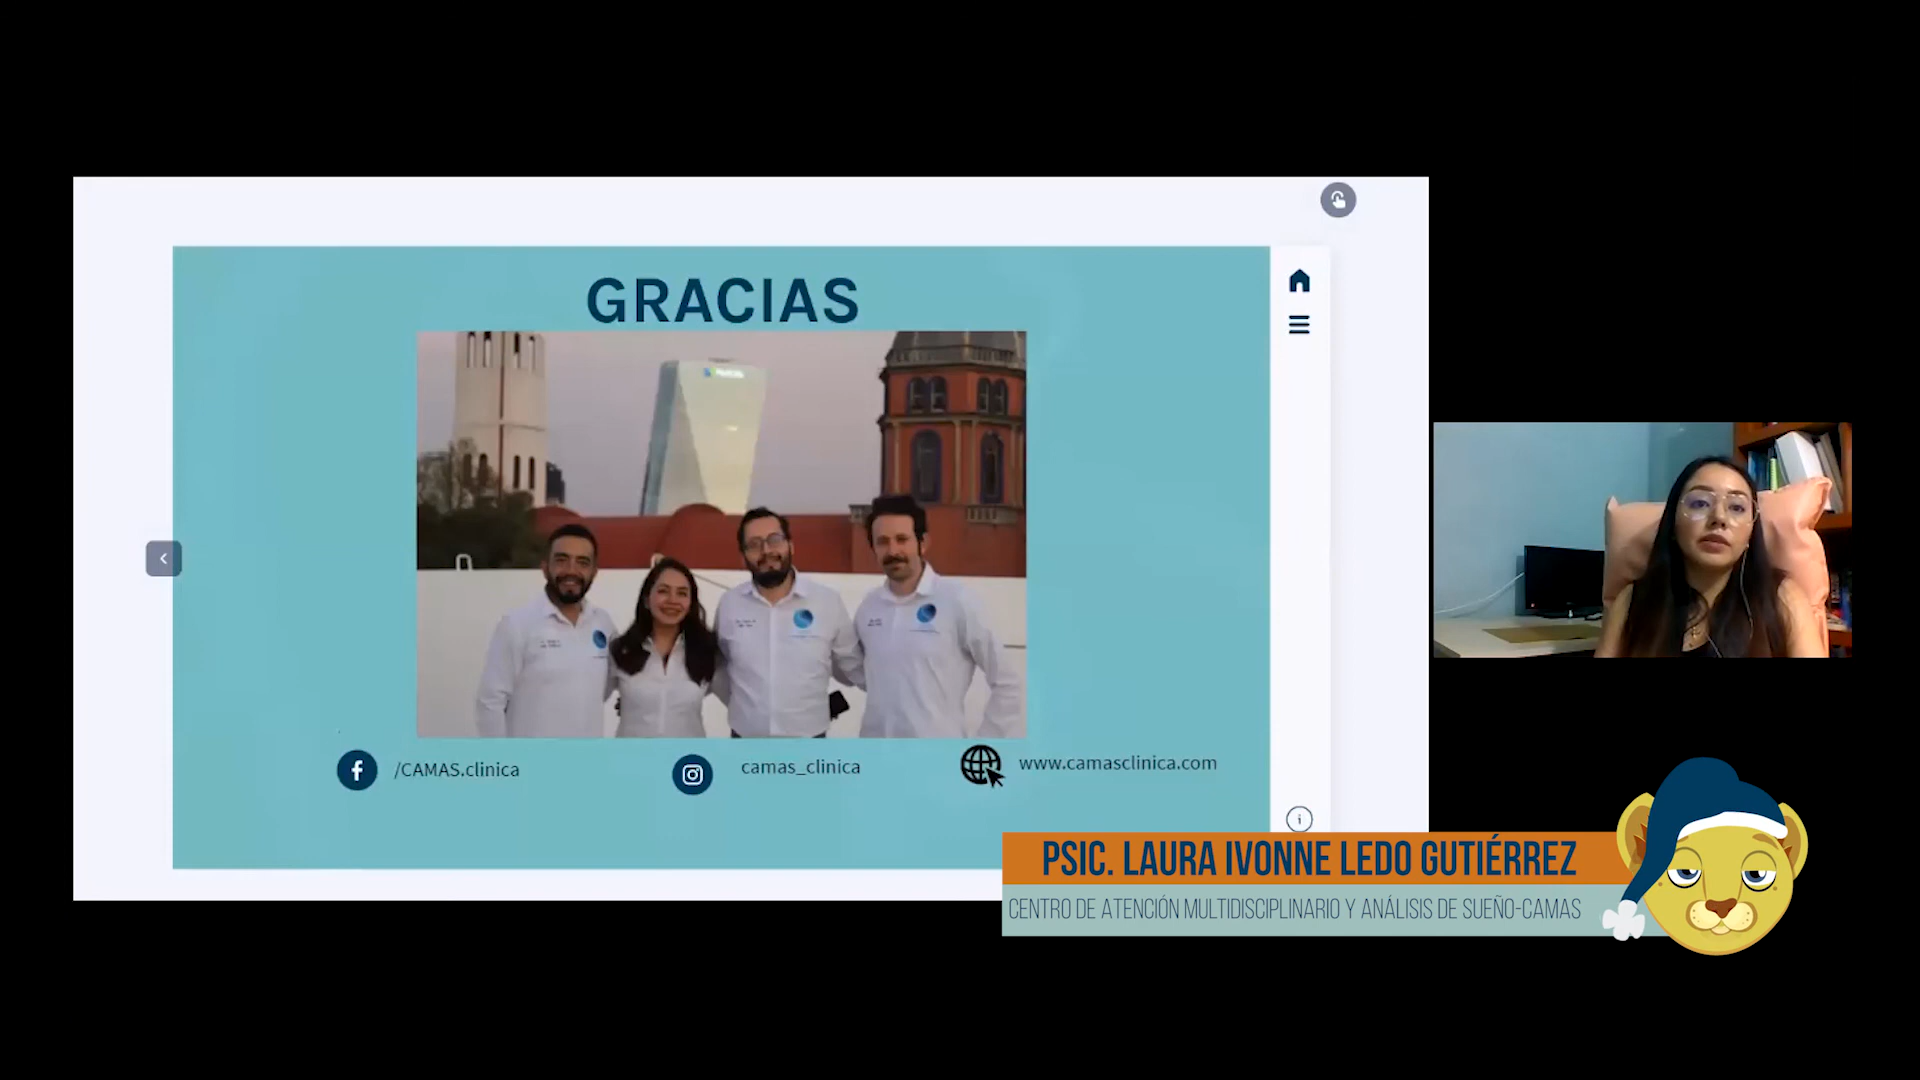 GRACIAS
/CAMAS.clinica
camas_clinica
www.camasclinica.com
PSIC. LAURA IVONNE LEDO GUTIÉRREZ
CENTRO DE ATENCIÓN MULTIDISCIPLINARIO Y ANÁLISIS DE SUEÑO-CAMAS